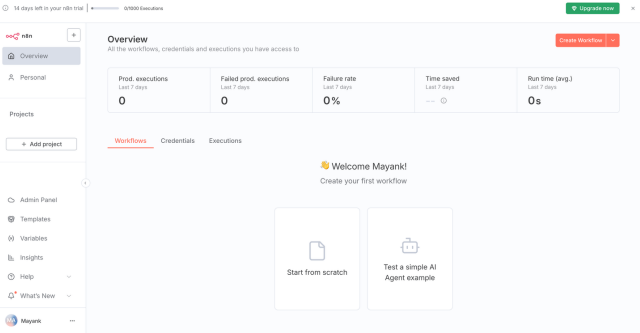 14 days left in your n8n trial
0/1000 Executions
Upgrade now
n8n
Overview
Personal
Projects
Add project
Admin Panel
Templates
Variables
Insights
Help
What's New
Mayank
Overview
All the workflows, credentials and executions you have access to
Create Workflow
Prod. executions
Last 7 days
0
Failed prod. executions
Last 7 days
0
Failure rate
Last 7 days
0%
Time saved
Last 7 days
--
Run time (avg.)
Last 7 days
0s
Workflows Credentials Executions
👋 Welcome Mayank!
Create your first workflow
Start from scratch
Test a simple AI
Agent example